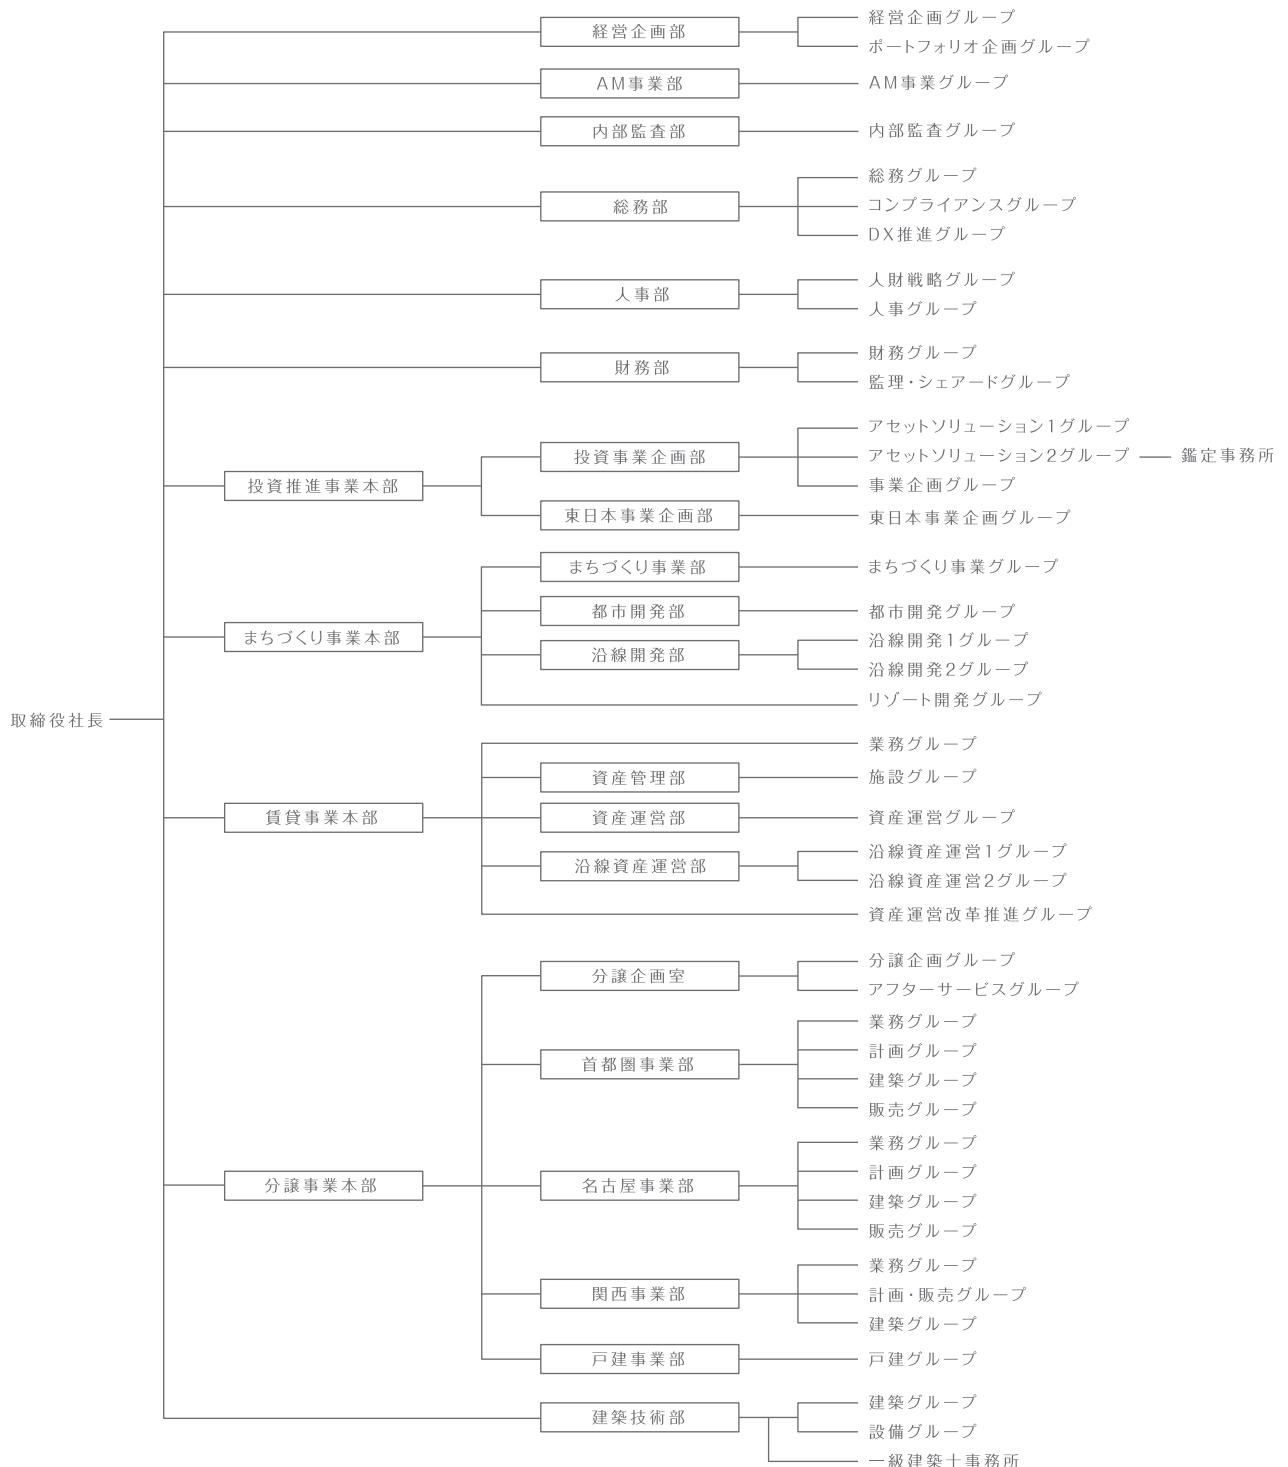 経営企画部
経営企画グループ
ポートフォリオ企画グループ
AM事業部
AM事業グループ
内部監査部
内部監査グループ
総務部
総務グループ
コンプライアンスグループ
DX推進グループ
人事部
人財戦略グループ
人事グループ
財務部
財務グループ
監理・シェアードグループ
投資推進事業本部
投資事業企画部
アセットソリューション1グループ
アセットソリューション2グループ
鑑定事務所
事業企画グループ
東日本事業企画部
東日本事業企画グループ
まちづくり事業本部
まちづくり事業部
まちづくり事業グループ
都市開発部
都市開発グループ
沿線開発部
沿線開発1グループ
沿線開発2グループ
リゾート開発グループ
取締役社長
賃貸事業本部
業務グループ
資産管理部
施設グループ
資産運営部
資産運営グループ
沿線資産運営部
沿線資産運営1グループ
沿線資産運営2グループ
資産運営改革推進グループ
分譲事業本部
分譲企画室
分譲企画グループ
アフターサービスグループ
首都圏事業部
業務グループ
計画グループ
建築グループ
販売グループ
名古屋事業部
業務グループ
計画グループ
建築グループ
販売グループ
関西事業部
業務グループ
計画・販売グループ
建築グループ
戸建事業部
戸建グループ
建築技術部
建築グループ
設備グループ
一級建築士事務所